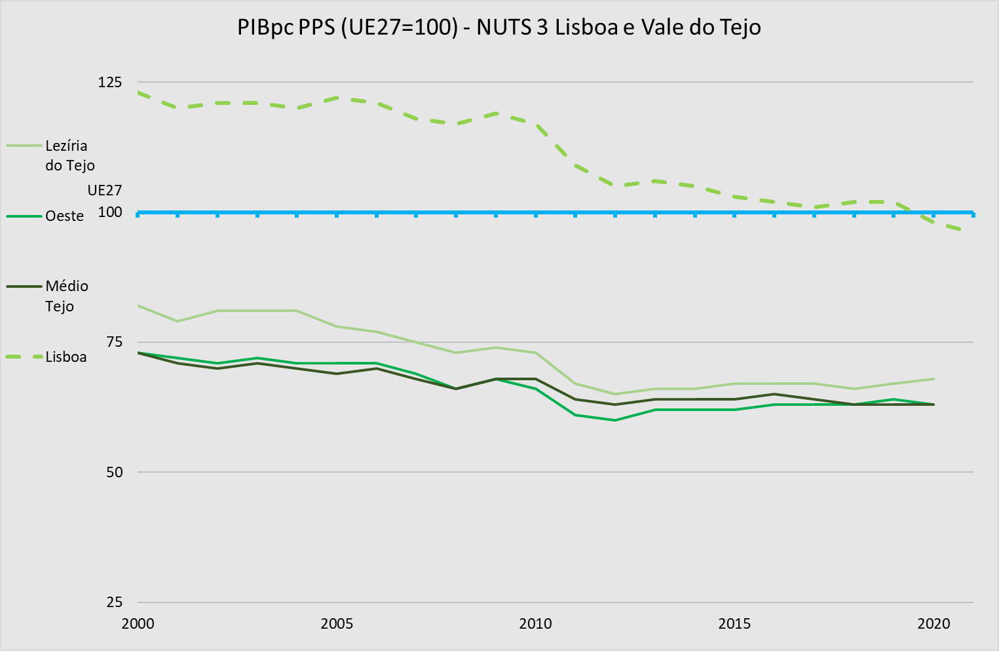 PIBpc PPS (UE27=100) - NUTS 3 Lisboa e Vale do Tejo
125
Lezíria
do Tejo
UE27
100
Oeste
Médio
Tejo
75
Lisboa
50
25
2000 2005 2010 2015 2020